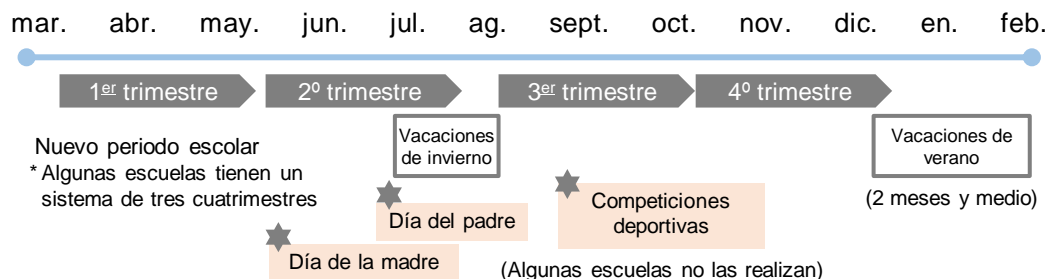 mar. abr. may. jun. jul. ag. sept. oct. nov. dic. en. feb.
1er trimestre
2º trimestre
3er trimestre
4º trimestre
Vacaciones
de invierno
Vacaciones de
verano
(2 meses y medio)
Nuevo periodo escolar
* Algunas escuelas tienen un
sistema de tres cuatrimestres
Día del padre
Día de la madre
Competiciones
deportivas
(Algunas escuelas no las realizan)